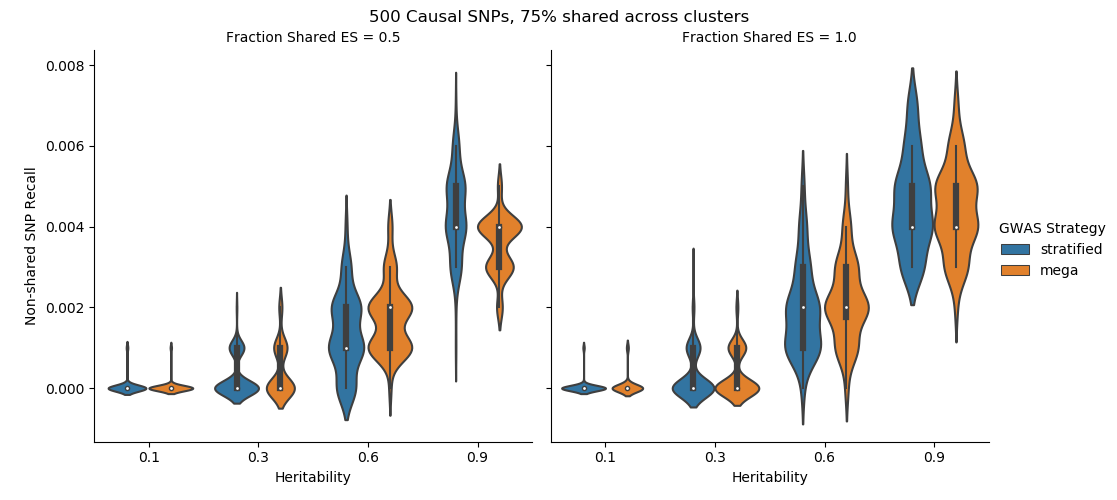 500 Causal SNPs, 75% shared across clusters
Fraction Shared ES = 0.5
Fraction Shared ES = 1.0
0.008
0.006
0.004
0.002
0.000
Non-shared SNP Recall
0.1 0.3 0.6 0.9
0.1 0.3 0.6 0.9
Heritability
Heritability
GWAS Strategy
stratified
mega